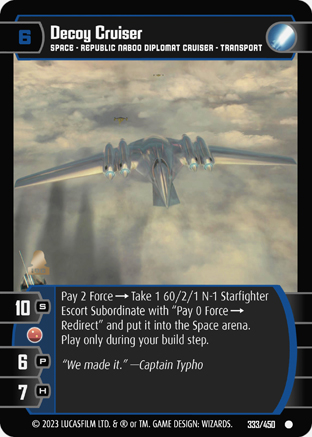 6
Decoy Cruiser
SPACE - REPUBLIC NABOO DIPLOMAT CRUISER - TRANSPORT
10 S
6 P
7 H
Pay 2 Force → Take 1 60/2/1 N-1 Starfighter
Escort Subordinate with “Pay 0 Force →
Redirect” and put it into the Space arena.
Play only during your build step.
“We made it.” —Captain Typho
© 2023 LUCASFILM LTD. & ® or TM. GAME DESIGN: WIZARDS. 333/450